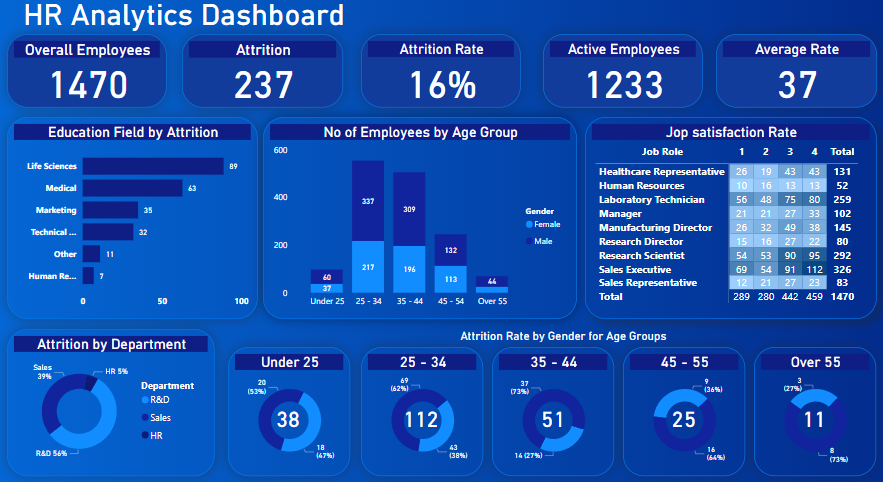 HR Analytics Dashboard
Overall Employees
1470
Attrition
237
Attrition Rate
16%
Active Employees
1233
Average Rate
37
Education Field by Attrition
Life Sciences 89
Medical 63
Marketing 35
Technical ... 32
Other 11
Human Re... 7
0 50 100
No of Employees by Age Group
600
400
200
0
60
37
337
217
309
196
132
113
44
Under 25 25 - 34 35 - 44 45 - 54 Over 55
Gender
Female
Male
Jop satisfaction Rate
Job Role 1 2 3 4 Total
Healthcare Representative 26 19 43 43 131
Human Resources 10 16 13 13 52
Laboratory Technician 56 48 75 80 259
Manager 21 21 27 33 102
Manufacturing Director 26 32 49 38 145
Research Director 15 16 27 22 80
Research Scientist 54 53 90 95 292
Sales Executive 69 54 91 112 326
Sales Representative 12 21 27 23 83
Total 289 280 442 459 1470
Attrition by Department
Sales
39%
HR 5%
R&D 56%
Department
R&D
Sales
HR
Attrition Rate by Gender for Age Groups
Under 25
20
(53%)
38
18
(47%)
25 - 34
69
(62%)
112
43
(38%)
35 - 44
37
(73%)
51
14 (27%)
45 - 55
9
(36%)
25
16
(64%)
Over 55
3
(27%)
11
8
(73%)